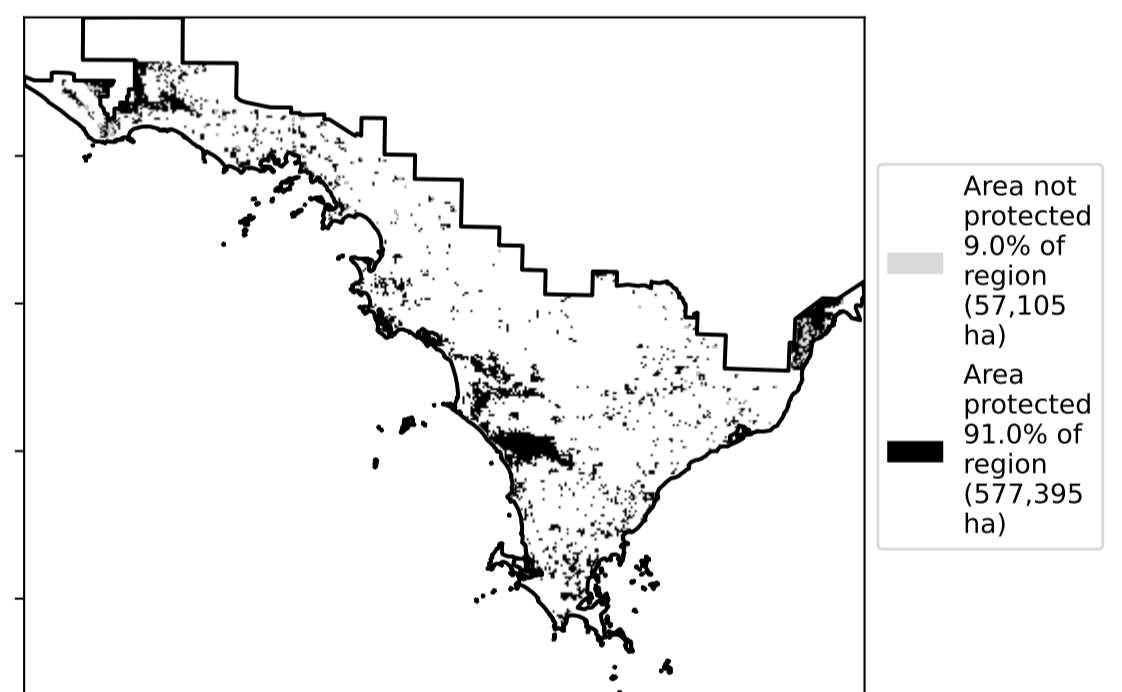 Area not
protected
9.0% of
region
(57,105
ha)
Area
protected
91.0% of
region
(577,395
ha)